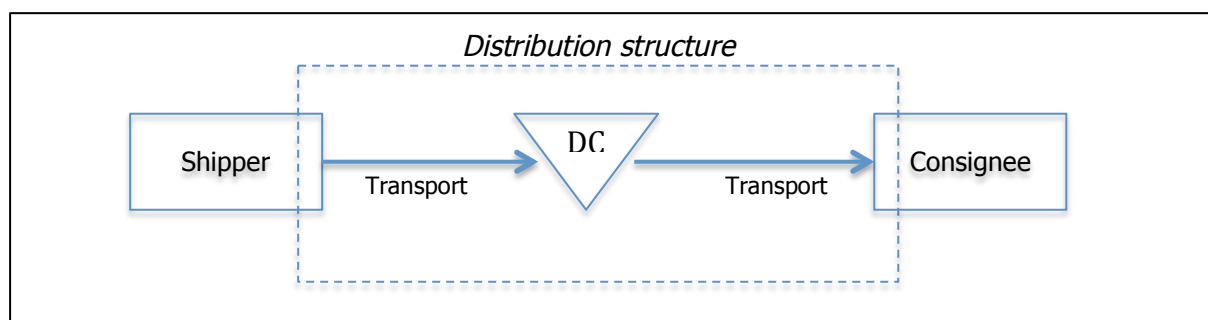 Distribution structure
Shipper
DC
Consignee
Transport
Transport